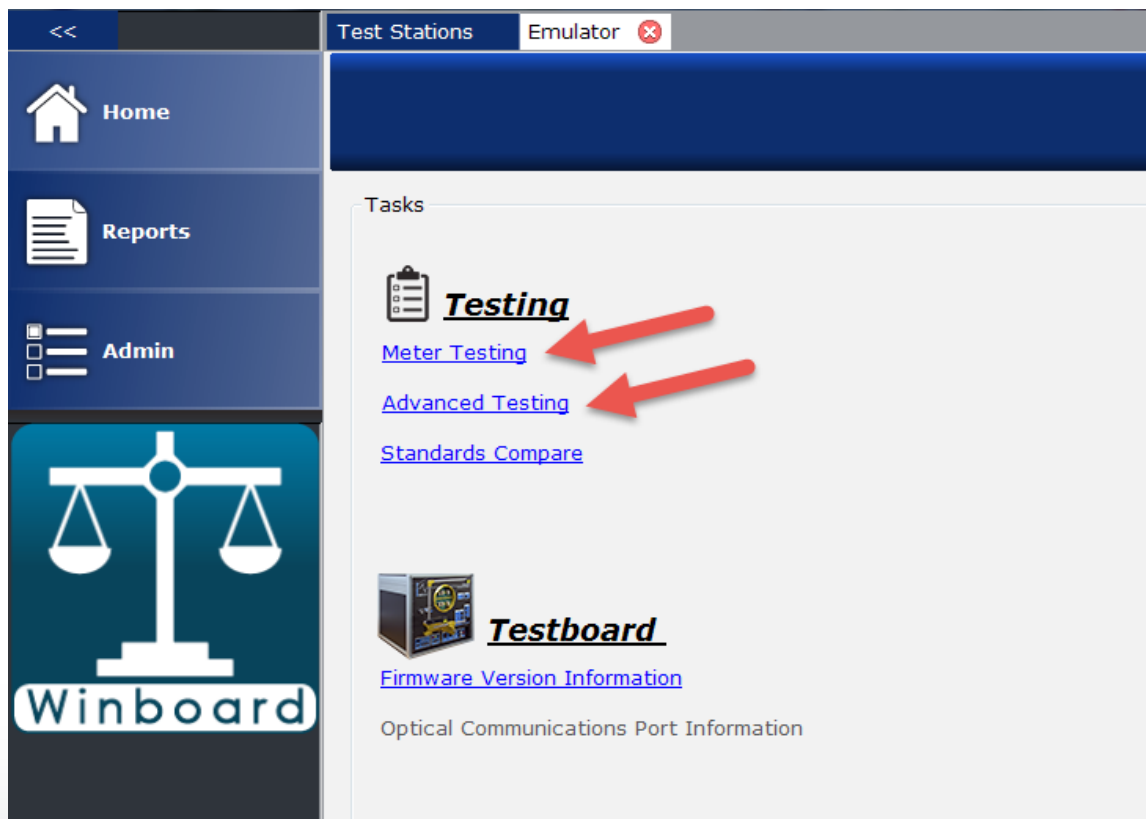 <<
Test Stations
Emulator
Home
Reports
Admin
Winboard
Tasks
Testing
Meter Testing
Advanced Testing
Standards Compare
Testboard
Firmware Version Information
Optical Communications Port Information